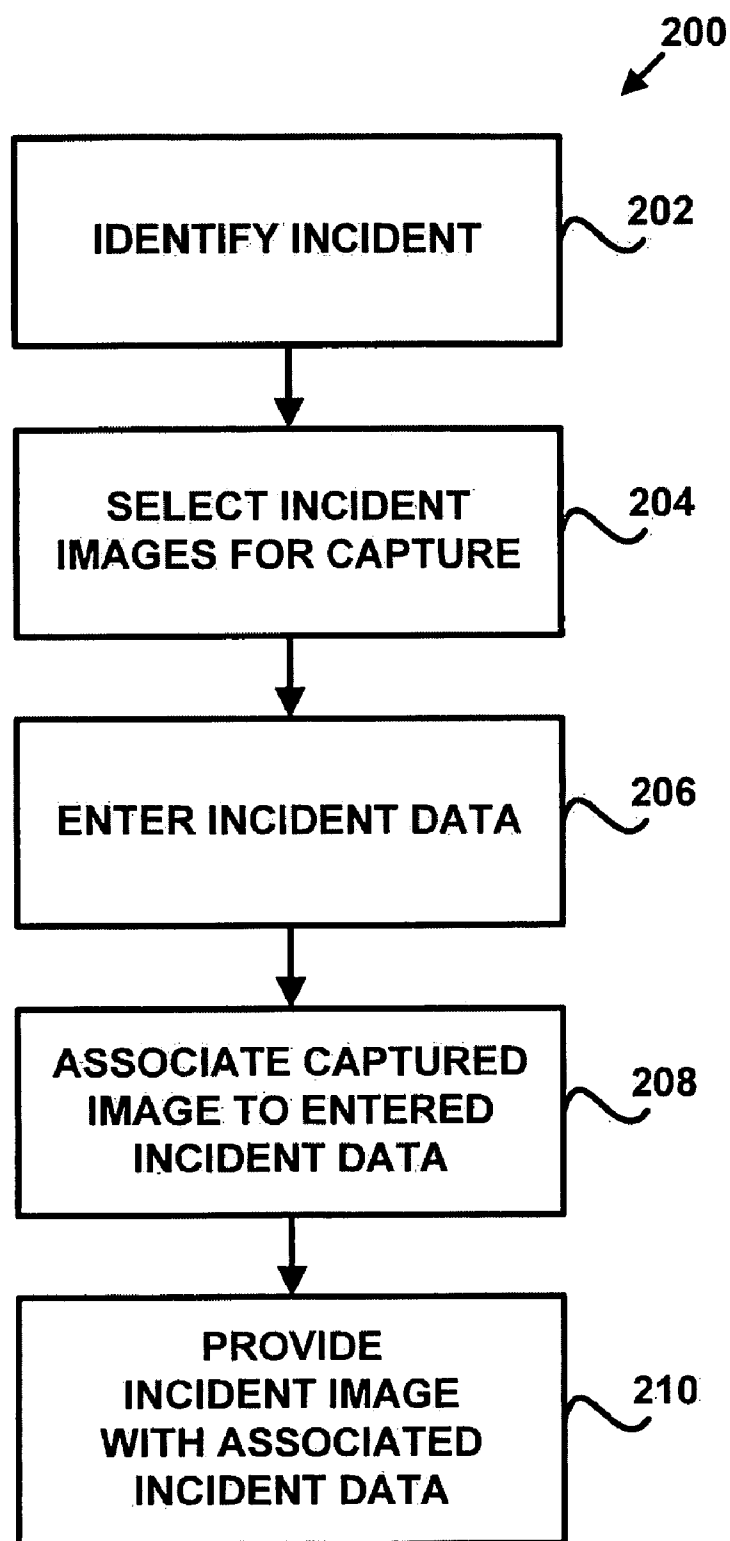 200
IDENTIFY INCIDENT
202
SELECT INCIDENT
IMAGES FOR CAPTURE
204
ENTER INCIDENT DATA
206
ASSOCIATE CAPTURED
IMAGE TO ENTERED
INCIDENT DATA
208
PROVIDE
INCIDENT IMAGE
WITH ASSOCIATED
INCIDENT DATA
210